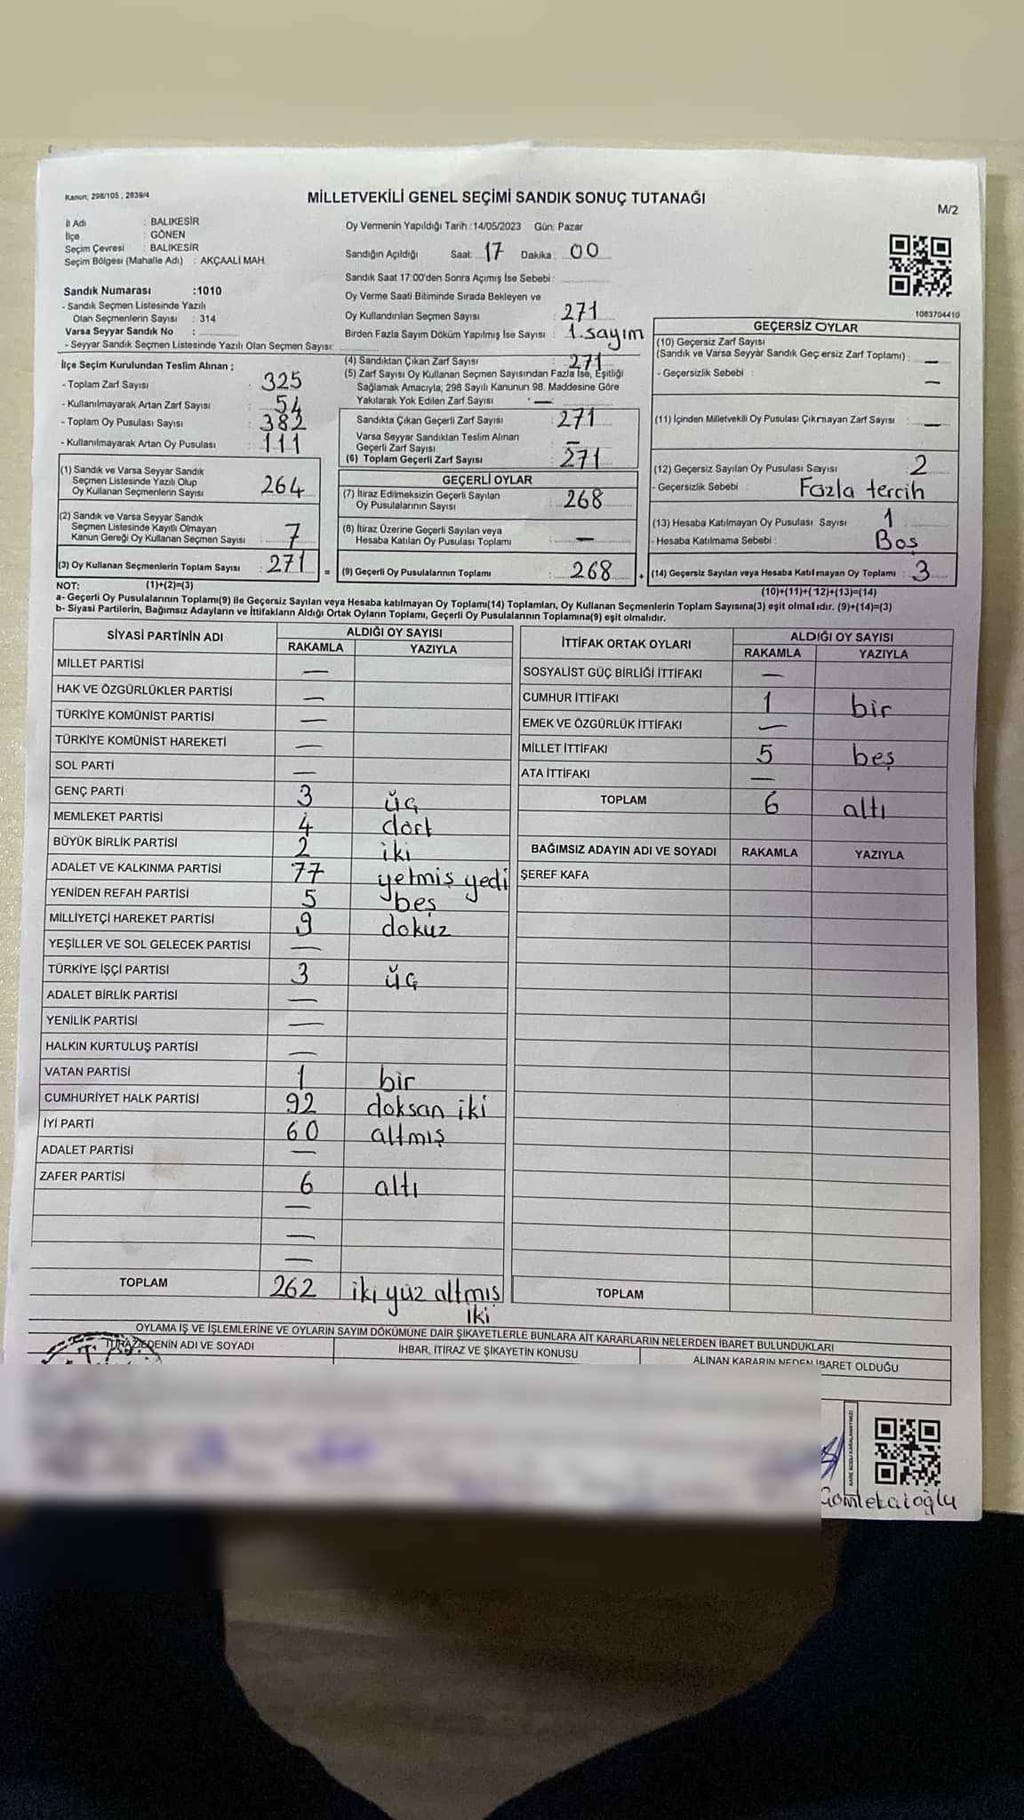 Kanun: 298/105 , 2839/4
MİLLETVEKİLİ GENEL SEÇİMİ SANDIK SONUÇ TUTANAĞI
M/2
İl Adı : BALIKESİR
İlçe : GÖNEN
Seçim Çevresi : BALIKESİR
Seçim Bölgesi (Mahalle Adı) : AKÇAALİ MAH.
Sandık Numarası :1010
- Sandık Seçmen Listesinde Yazılı
Olan Seçmenlerin Sayısı : 314
Varsa Seyyar Sandık No :
- Seyyar Sandık Seçmen Listesinde Yazılı Olan Seçmen Sayısı:
Oy Vermenin Yapıldığı Tarih :14/05/2023 Gün: Pazar
Sandığın Açıldığı Saat: 17 Dakika : 00
Sandık Saat 17:00'den Sonra Açımış İse Sebebi :
Oy Verme Saati Bitiminde Sırada Bekleyen ve
Oy Kullandırılan Seçmen Sayısı : 271
Birden Fazla Sayım Döküm Yapılmış İse Sayısı : 1.sayım
1083704410
İlçe Seçim Kurulundan Teslim Alınan ;
- Toplam Zarf Sayısı : 325
- Kullanılmayarak Artan Zarf Sayısı : 54
- Toplam Oy Pusulası Sayısı : 382
- Kullanılmayarak Artan Oy Pusulası : 111
(1) Sandık ve Varsa Seyyar Sandık
Seçmen Listesinde Yazılı Olup
Oy Kullanan Seçmenlerin Sayısı : 264
(2) Sandık ve Varsa Seyyar Sandık
Seçmen Listesinde Kayıtlı Olmayan
Kanun Gereği Oy Kullanan Seçmen Sayısı : 7
(3) Oy Kullanan Seçmenlerin Toplam Sayısı : 271
(4) Sandıktan Çıkan Zarf Sayısı : 271
(5) Zarf Sayısı Oy Kullanan Seçmen Sayısından Fazla İse, Eşitliği
Sağlamak Amacıyla; 298 Sayılı Kanunun 98. Maddesine Göre
Yakılarak Yok Edilen Zarf Sayısı : —
Sandıkta Çıkan Geçerli Zarf Sayısı : 271
Varsa Seyyar Sandıktan Teslim Alınan
Geçerli Zarf Sayısı : —
(6) Toplam Geçerli Zarf Sayısı : 271
GEÇERLİ OYLAR
(7) İtiraz Edilmeksizin Geçerli Sayılan
Oy Pusulalarının Sayısı : 268
(8) İtiraz Üzerine Geçerli Sayılan veya
Hesaba Katılan Oy Pusulası Toplamı : —
= (9) Geçerli Oy Pusulalarının Toplamı : 268
GEÇERSİZ OYLAR
(10) Geçersiz Zarf Sayısı
(Sandık ve Varsa Seyyar Sandık Geçersiz Zarf Toplamı) : —
- Geçersizlik Sebebi : —
(11) İçinden Milletvekili Oy Pusulası Çıkmayan Zarf Sayısı : —
(12) Geçersiz Sayılan Oy Pusulası Sayısı : 2
- Geçersizlik Sebebi : Fazla tercih
(13) Hesaba Katılmayan Oy Pusulası Sayısı : 1
- Hesaba Katılmama Sebebi : Boş
+ (14) Geçersiz Sayılan veya Hesaba Katılmayan Oy Toplamı : 3
NOT: (1)+(2)=(3)
(10)+(11)+(12)+(13)=(14)
a- Geçerli Oy Pusulalarının Toplamı(9) ile Geçersiz Sayılan veya Hesaba katılmayan Oy Toplamı(14) Toplamları, Oy Kullanan Seçmenlerin Toplam Sayısına(3) eşit olmalıdır. (9)+(14)=(3)
b- Siyasi Partilerin, Bağımsız Adayların ve İttifakların Aldığı Ortak Oyların Toplamı, Geçerli Oy Pusulalarının Toplamına(9) eşit olmalıdır.
SİYASİ PARTİNİN ADI ALDIĞI OY SAYISI
RAKAMLA YAZIYLA
MİLLET PARTİSİ —
HAK VE ÖZGÜRLÜKLER PARTİSİ —
TÜRKİYE KOMÜNİST PARTİSİ —
TÜRKİYE KOMÜNİST HAREKETİ —
SOL PARTİ —
GENÇ PARTİ 3 üç
MEMLEKET PARTİSİ 4 dört
BÜYÜK BİRLİK PARTİSİ 2 iki
ADALET VE KALKINMA PARTİSİ 77 yetmiş yedi
YENİDEN REFAH PARTİSİ 5 beş
MİLLİYETÇİ HAREKET PARTİSİ 9 dokuz
YEŞİLLER VE SOL GELECEK PARTİSİ —
TÜRKİYE İŞÇİ PARTİSİ 3 üç
ADALET BİRLİK PARTİSİ —
YENİLİK PARTİSİ —
HALKIN KURTULUŞ PARTİSİ —
VATAN PARTİSİ 1 bir
CUMHURİYET HALK PARTİSİ 92 doksan iki
İYİ PARTİ 60 altmış
ADALET PARTİSİ —
ZAFER PARTİSİ 6 altı
—
—
—
TOPLAM 262 iki yüz altmış
iki
İTTİFAK ORTAK OYLARI ALDIĞI OY SAYISI
RAKAMLA YAZIYLA
SOSYALİST GÜÇ BİRLİĞİ İTTİFAKI —
CUMHUR İTTİFAKI 1 bir
EMEK VE ÖZGÜRLÜK İTTİFAKI —
MİLLET İTTİFAKI 5 beş
ATA İTTİFAKI —
TOPLAM 6 altı
BAĞIMSIZ ADAYIN ADI VE SOYADI RAKAMLA YAZIYLA
ŞEREF KAFA
TOPLAM
OYLAMA İŞ VE İŞLEMLERİNE VE OYLARIN SAYIM DÖKÜMÜNE DAİR ŞİKAYETLERLE BUNLARA AİT KARARLARIN NELERDEN İBARET BULUNDUKLARI
İTİRAZ EDENİN ADI VE SOYADI İHBAR, İTİRAZ VE ŞİKAYETİN KONUSU ALINAN KARARIN NEDEN İBARET OLDUĞU